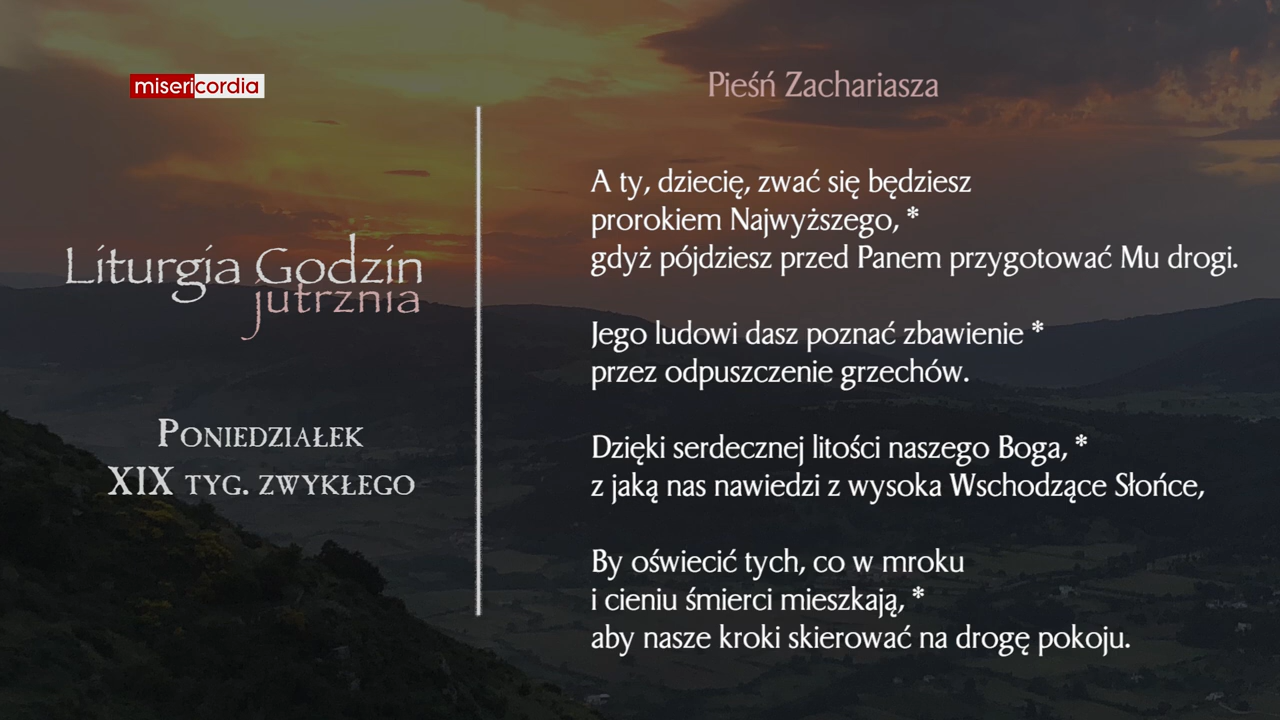 misericordia
Liturgia Godzin
jutrznia
Poniedziałek
XIX tyg. zwykłego
Pieśń Zachariasza
A ty, dziecię, zwać się będziesz
prorokiem Najwyższego, *
gdyż pójdziesz przed Panem przygotować Mu drogi.
Jego ludowi dasz poznać zbawienie *
przez odpuszczenie grzechów.
Dzięki serdecznej litości naszego Boga, *
z jaką nas nawiedzi z wysoka Wschodzące Słońce,
By oświecić tych, co w mroku
i cieniu śmierci mieszkają, *
aby nasze kroki skierować na drogę pokoju.